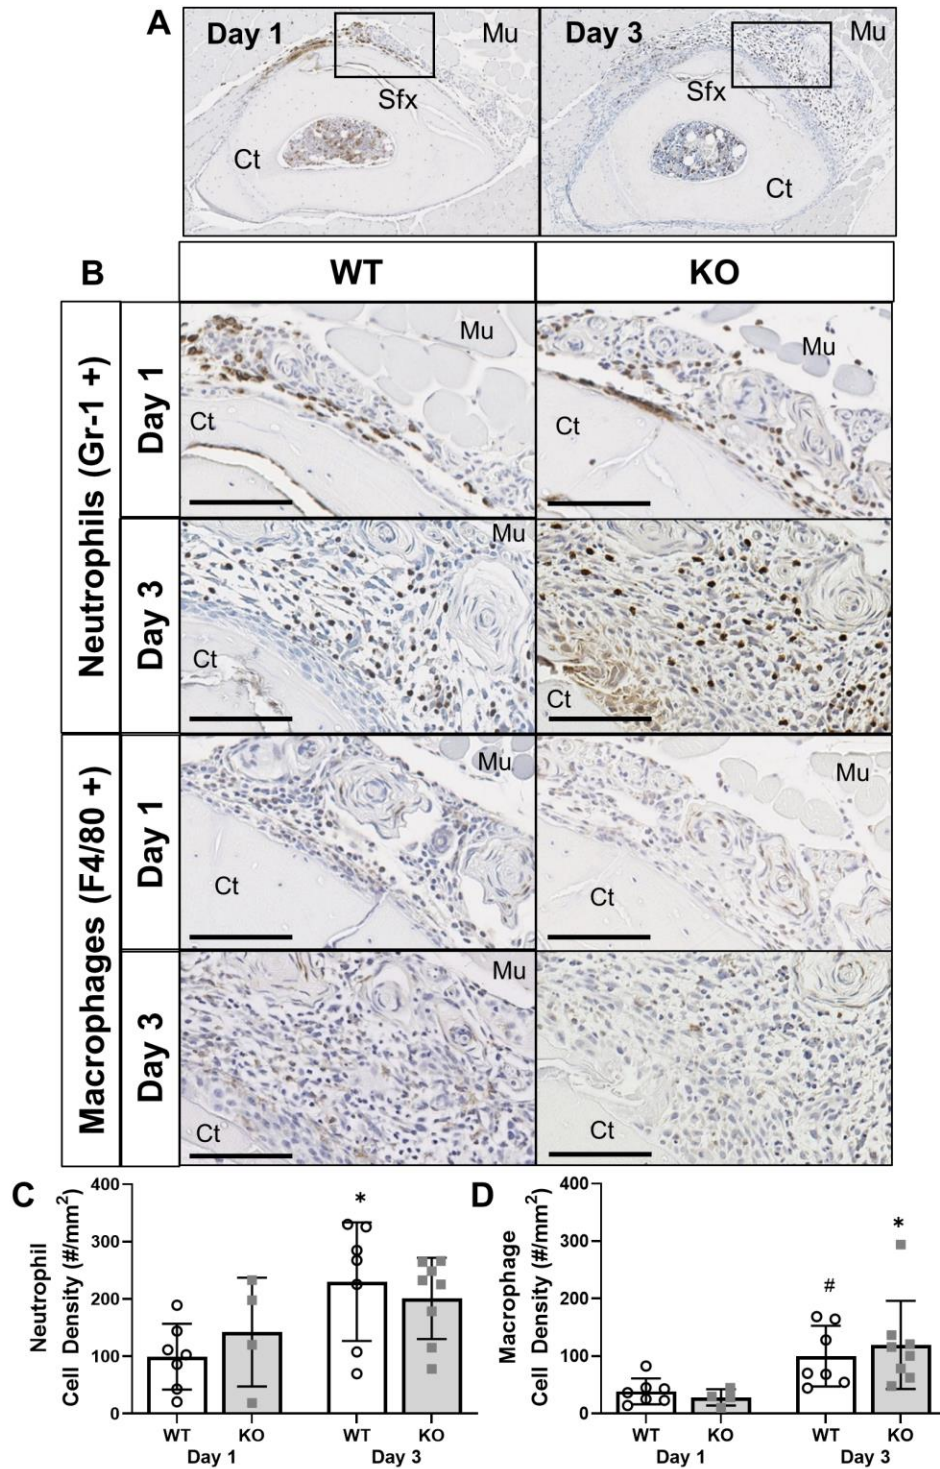 A
Day 1
Mu
Sfx
Ct
Day 3
Mu
Sfx
Ct
B
WT
KO
Neutrophils (Gr-1 +)
Day 1
Mu
Ct
Mu
Ct
Day 3
Mu
Ct
Ct
Macrophages (F4/80 +)
Day 1
Mu
Ct
Mu
Ct
Day 3
Mu
Ct
Ct
C
Neutrophil
Cell Density (#/mm²)
400
300
200
100
0
*
WT
KO
WT
KO
Day 1
Day 3
D
Macrophage
Cell Density (#/mm²)
400
300
200
100
0
#
*
WT
KO
WT
KO
Day 1
Day 3